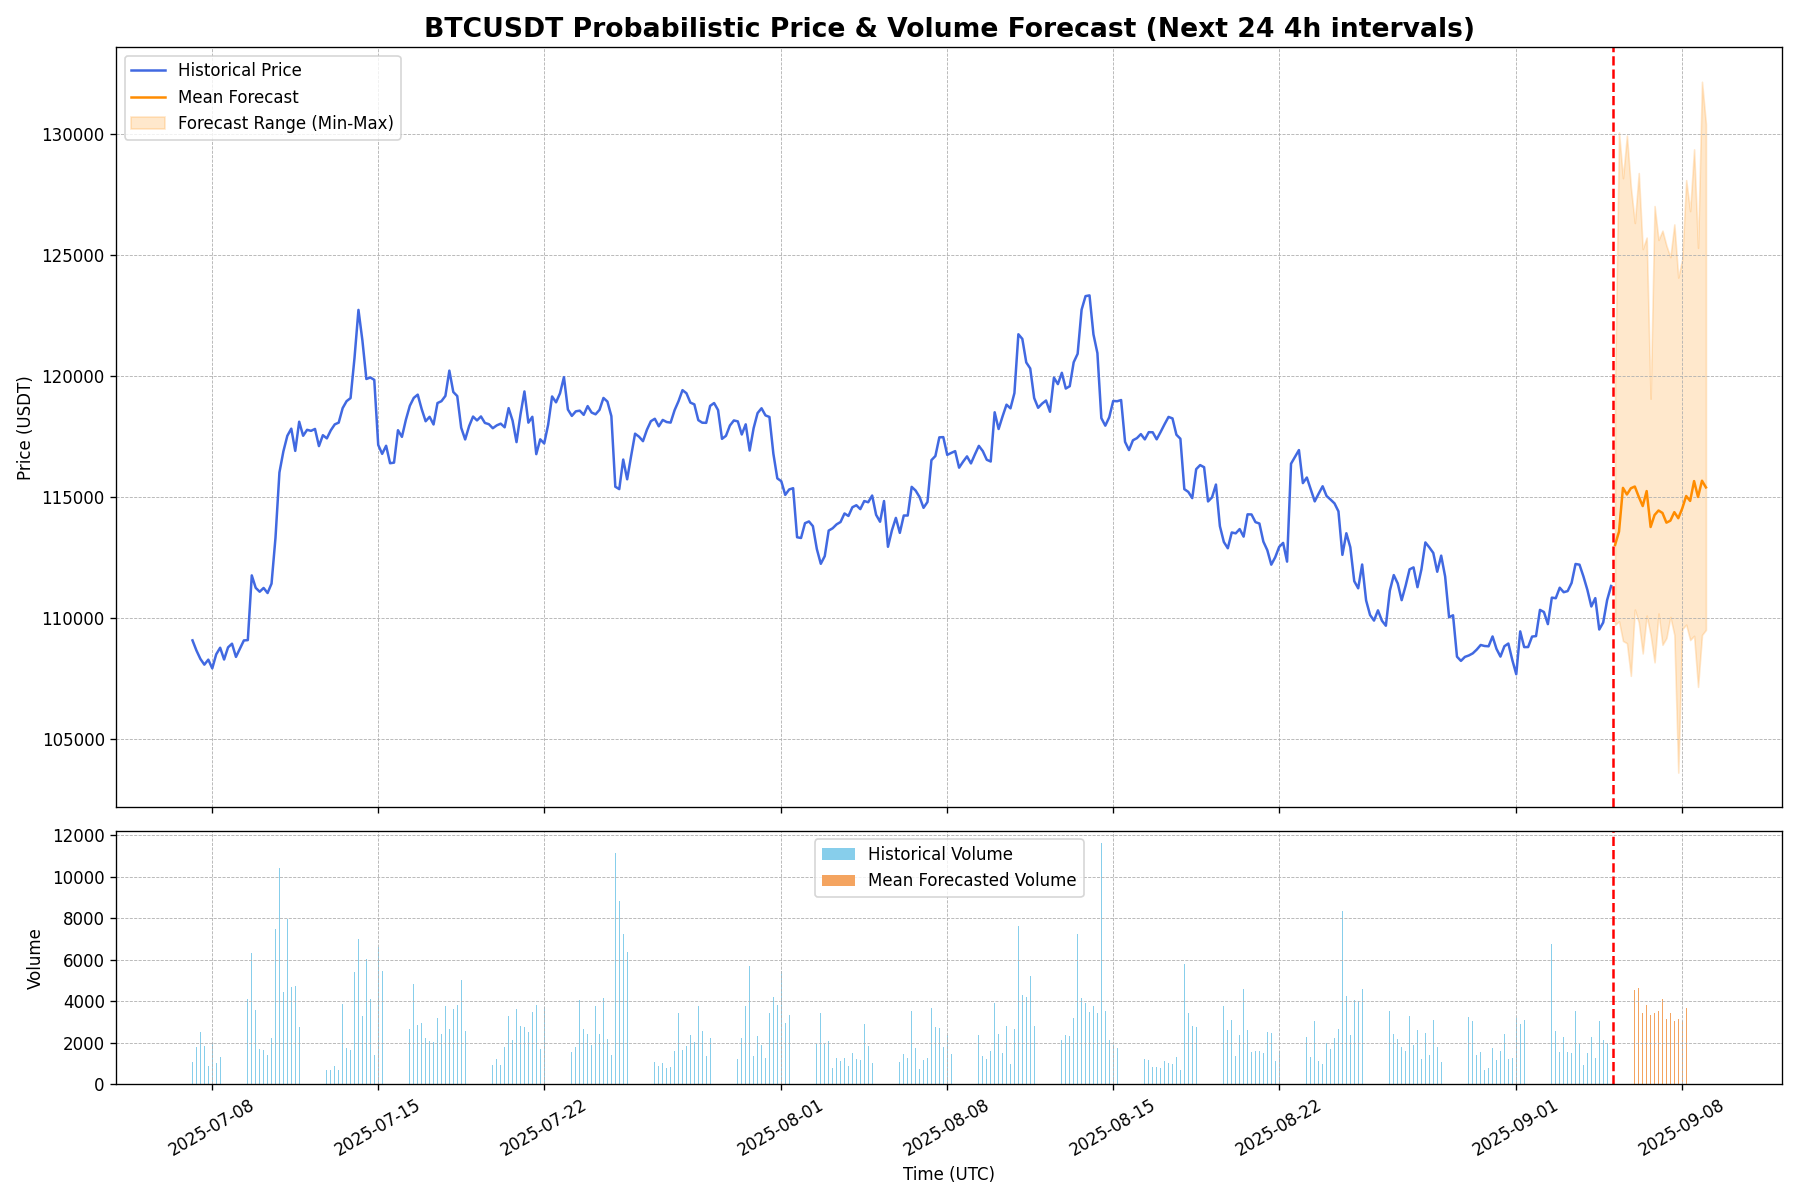 BTCUSDT Probabilistic Price & Volume Forecast (Next 24 4h intervals)
Historical Price
Mean Forecast
Forecast Range (Min-Max)
Price (USDT)
130000
125000
120000
115000
110000
105000
Historical Volume
Mean Forecasted Volume
Volume
12000
10000
8000
6000
4000
2000
0
2025-07-08
2025-07-15
2025-07-22
2025-08-01
2025-08-08
2025-08-15
2025-08-22
2025-09-01
2025-09-08
Time (UTC)